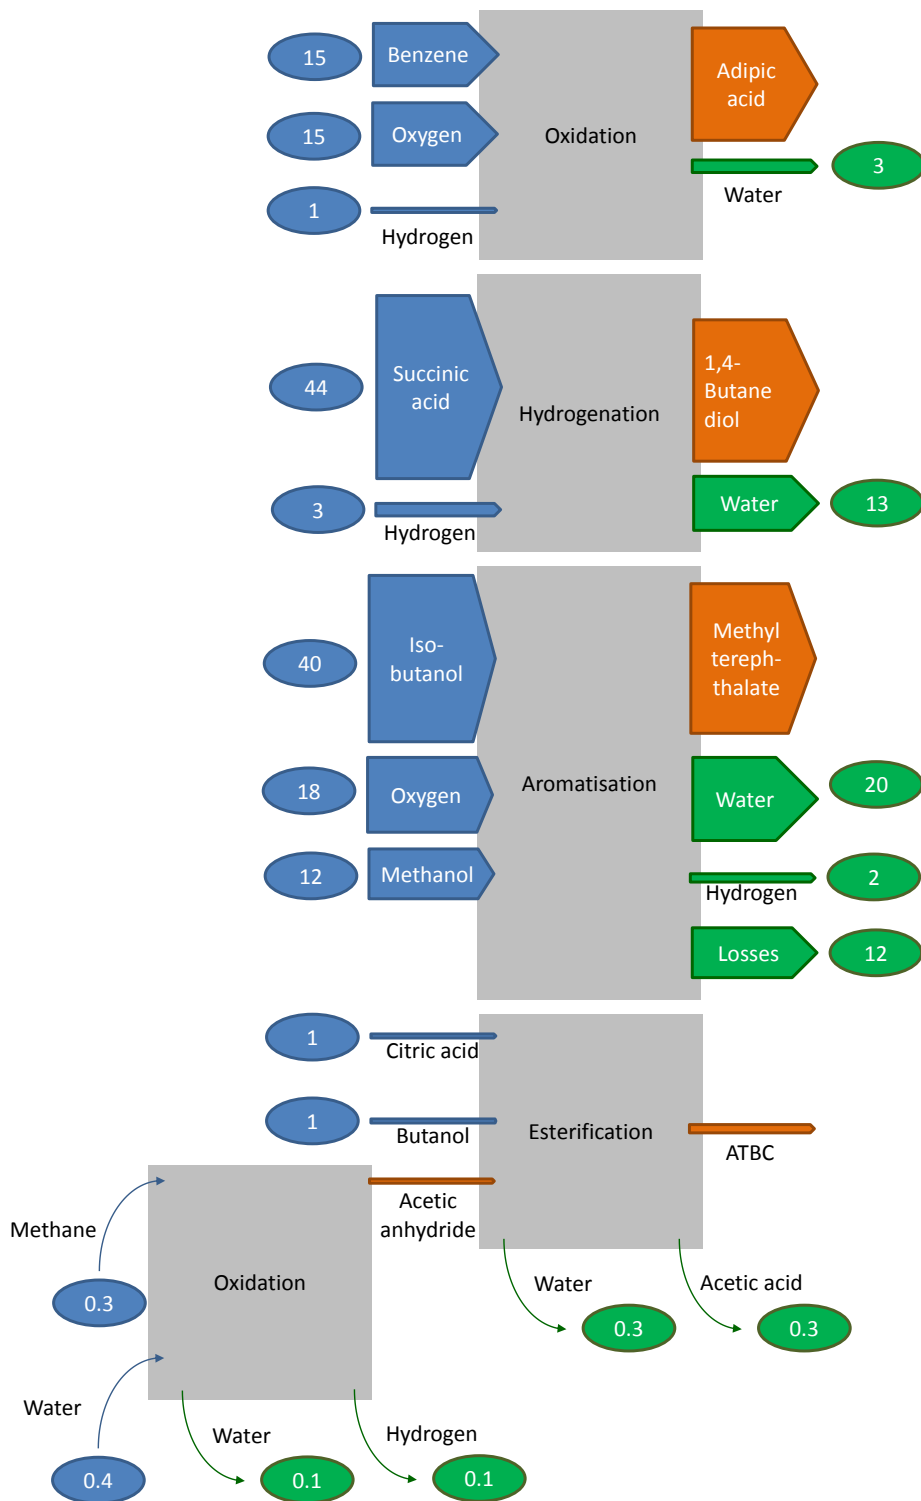 15
Benzene
Adipic
acid
15
Oxygen
Oxidation
3
Water
1
Hydrogen
44
Succinic
acid
Hydrogenation
1,4-
Butane
diol
3
Hydrogen
Water
13
40
Iso-
butanol
Methyl
tereph-
thalate
18
Oxygen
Aromatisation
Water
20
12
Methanol
Hydrogen
2
Losses
12
1
Citric acid
1
Butanol
Esterification
ATBC
Acetic
anhydride
Methane
0.3
Oxidation
Water
0.3
Acetic acid
0.3
Water
0.4
Water
0.1
Hydrogen
0.1